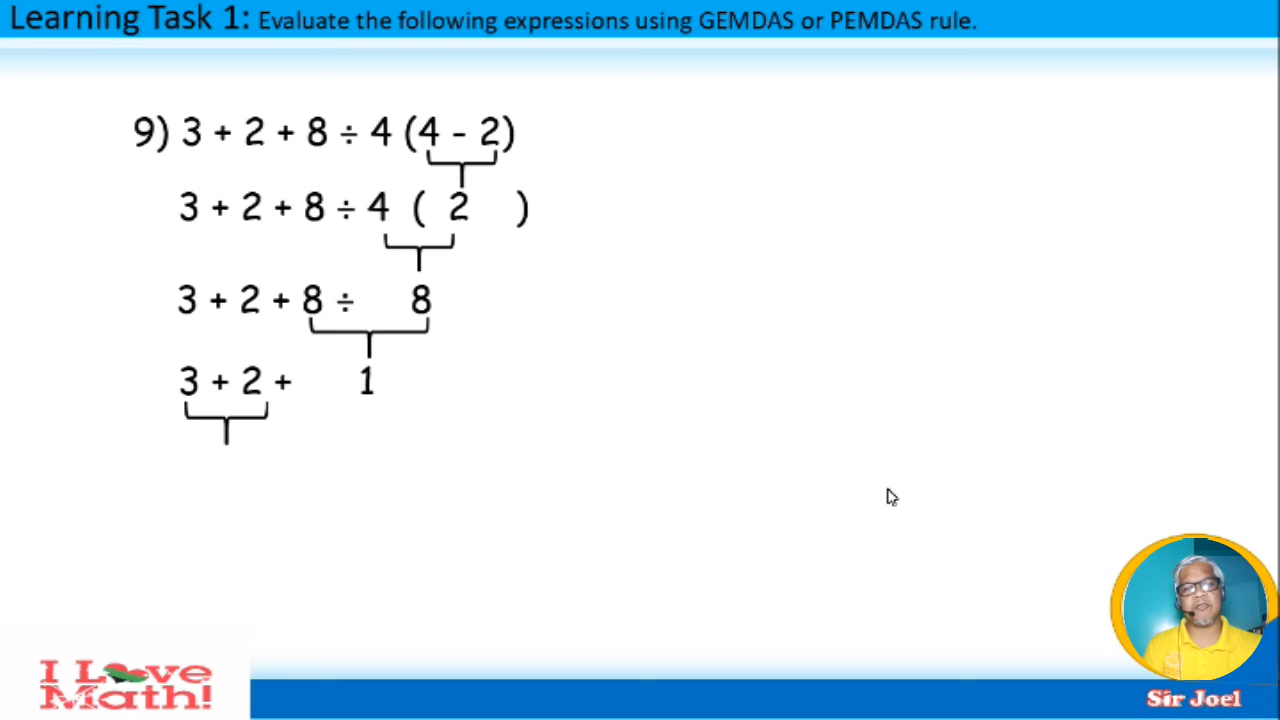 Learning Task 1: Evaluate the following expressions using GEMDAS or PEMDAS rule.
9) 3 + 2 + 8 ÷ 4 (4 - 2)
3 + 2 + 8 ÷ 4 ( 2 )
3 + 2 + 8 ÷ 8
3 + 2 + 1
I Love
Math!
Sir Joel